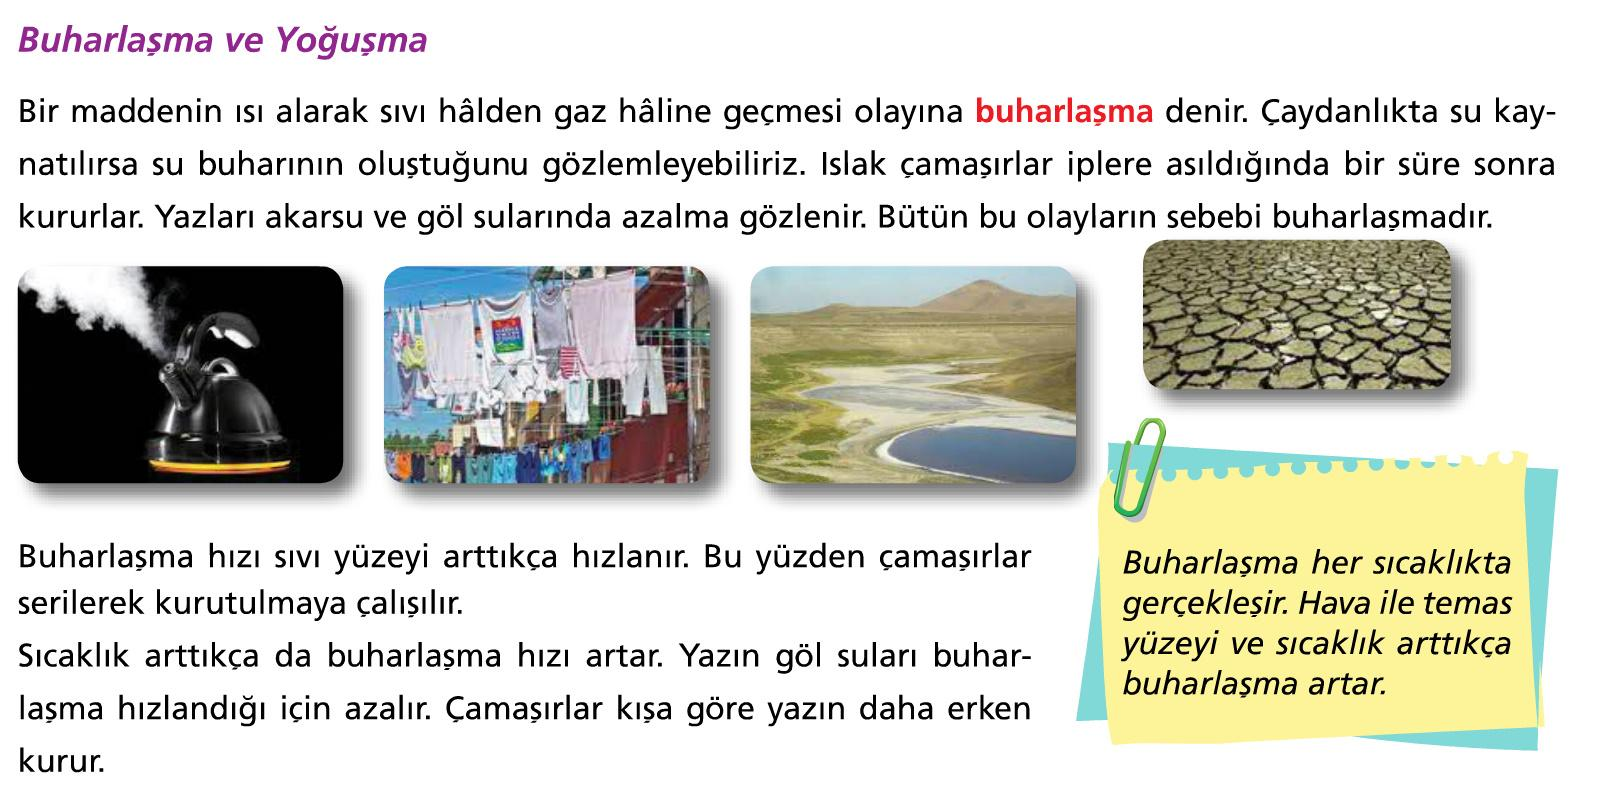 Buharlaşma ve Yoğuşma
Bir maddenin ısı alarak sıvı hâlden gaz hâline geçmesi olayına buharlaşma denir. Çaydanlıkta su kay-
natılırsa su buharının oluştuğunu gözlemleyebiliriz. Islak çamaşırlar iplere asıldığında bir süre sonra
kururlar. Yazları akarsu ve göl sularında azalma gözlenir. Bütün bu olayların sebebi buharlaşmadır.
Buharlaşma hızı sıvı yüzeyi arttıkça hızlanır. Bu yüzden çamaşırlar
serilerek kurutulmaya çalışılır.
Sıcaklık arttıkça da buharlaşma hızı artar. Yazın göl suları buhar-
laşma hızlandığı için azalır. Çamaşırlar kışa göre yazın daha erken
kurur.
Buharlaşma her sıcaklıkta
gerçekleşir. Hava ile temas
yüzeyi ve sıcaklık arttıkça
buharlaşma artar.